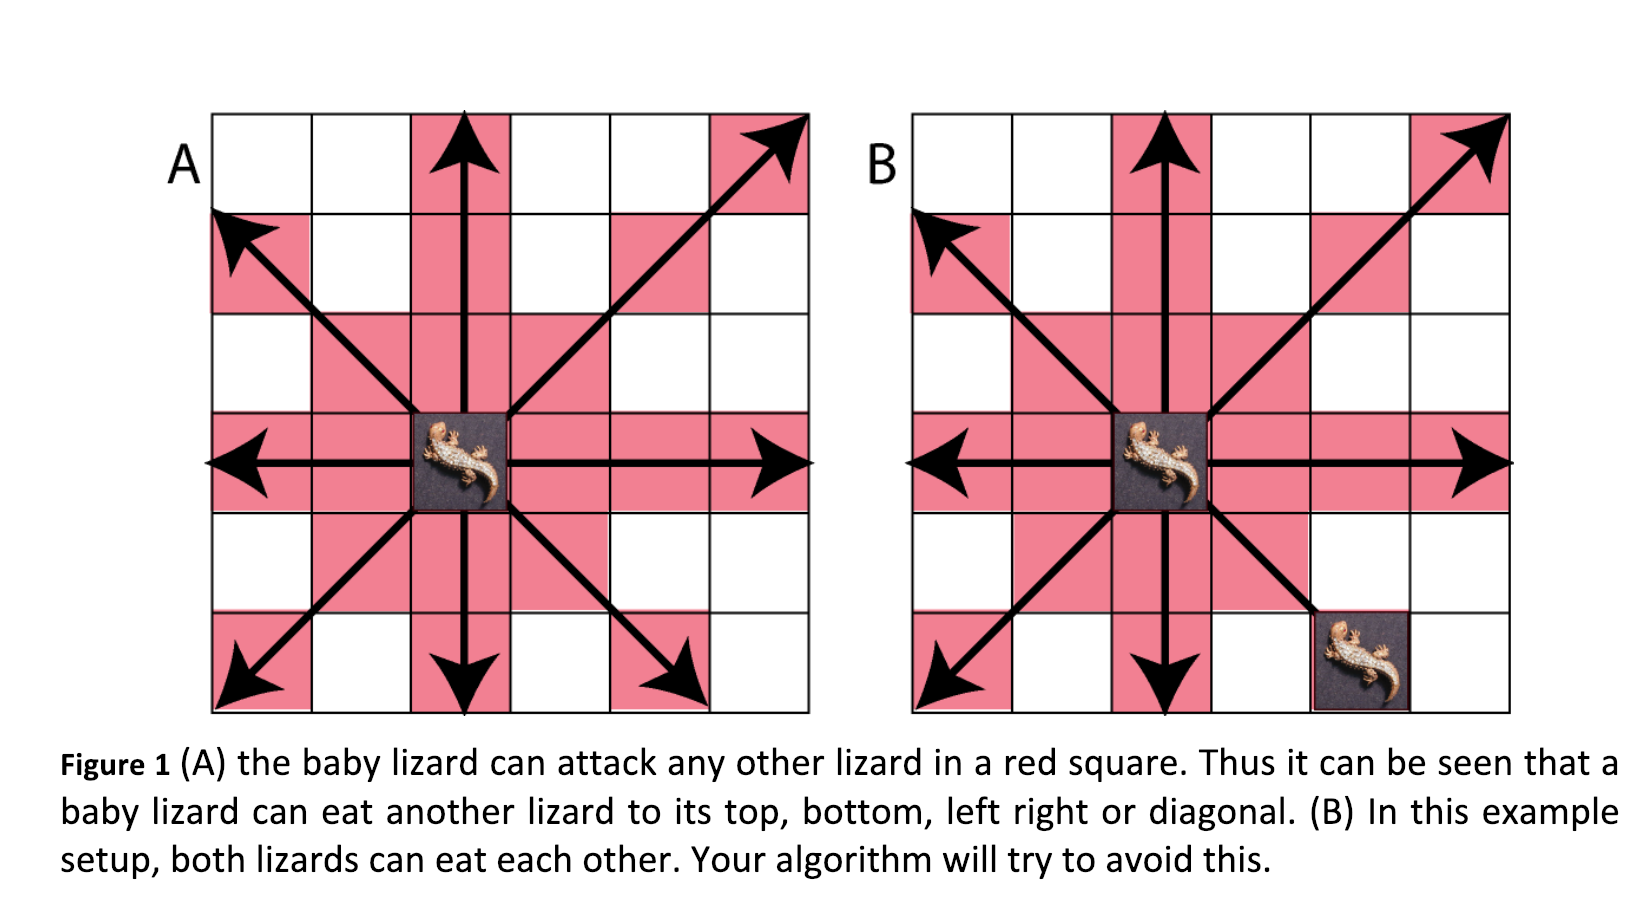 A
B
Figure 1 (A) the baby lizard can attack any other lizard in a red square. Thus it can be seen that a
baby lizard can eat another lizard to its top, bottom, left right or diagonal. (B) In this example
setup, both lizards can eat each other. Your algorithm will try to avoid this.